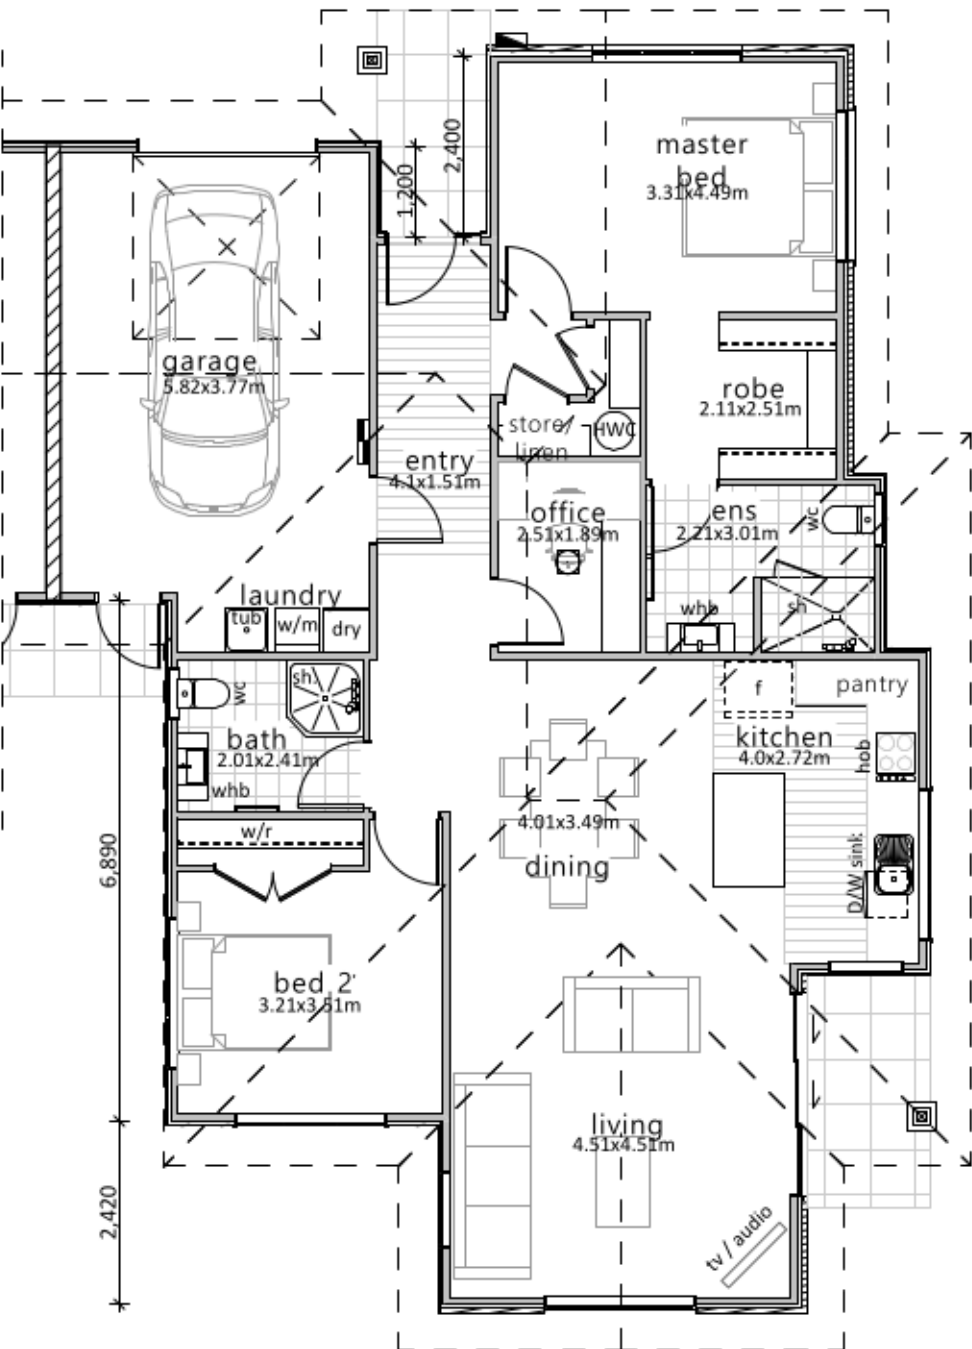 2,400
1,200
master
bed
3.31x4.49m
garage
5.82x3.77m
robe
2.11x2.51m
store/
linen
HWC
entry
4.1x1.51m
office
2.51x1.89m
ens
2.21x3.01m
wc
whb
sh
laundry
tub
w/m
dry
wc
sh.
bath
2.01x2.41m
whb
f
pantry
kitchen
4.0x2.72m
hob
D/W sink
4.01x3.49m
dining
w/r
6,890
bed 2
3.21x3.51m
living
4.51x4.51m
tv / audio
2,420